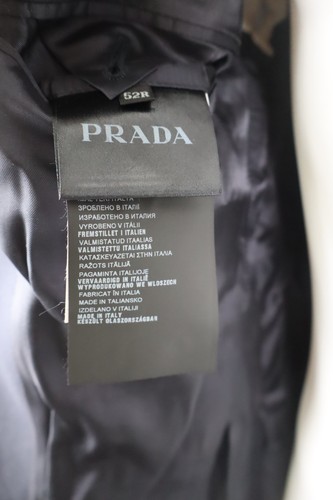 52R
PRADA
ЗРОБЛЕНО В ІТАЛІЇ
ИЗРАБОТЕНО В ИТАЛИЯ
VYROBENO V ITÁLII
FREMSTILLET I ITALIEN
VALMISTATUD ITAALIAS
VALMISTETTU ITALIASSA
ΚΑΤΑΣΚΕΥΑΖΕΤΑΙ ΣΤΗΝ ΙΤΑΛΙΑ
RAŽOTS ITĀLIJĀ
PAGAMINTA ITALIJOJE
VERVAARDIGD IN ITALIË
WYPRODUKOWANO WE WŁOSZECH
FABRICAT ÎN ITALIA
MADE IN TALIANSKO
IZDELANO V ITALIJI
MADE IN ITALY
KÉSZÜLT OLASZORSZÁGBAN